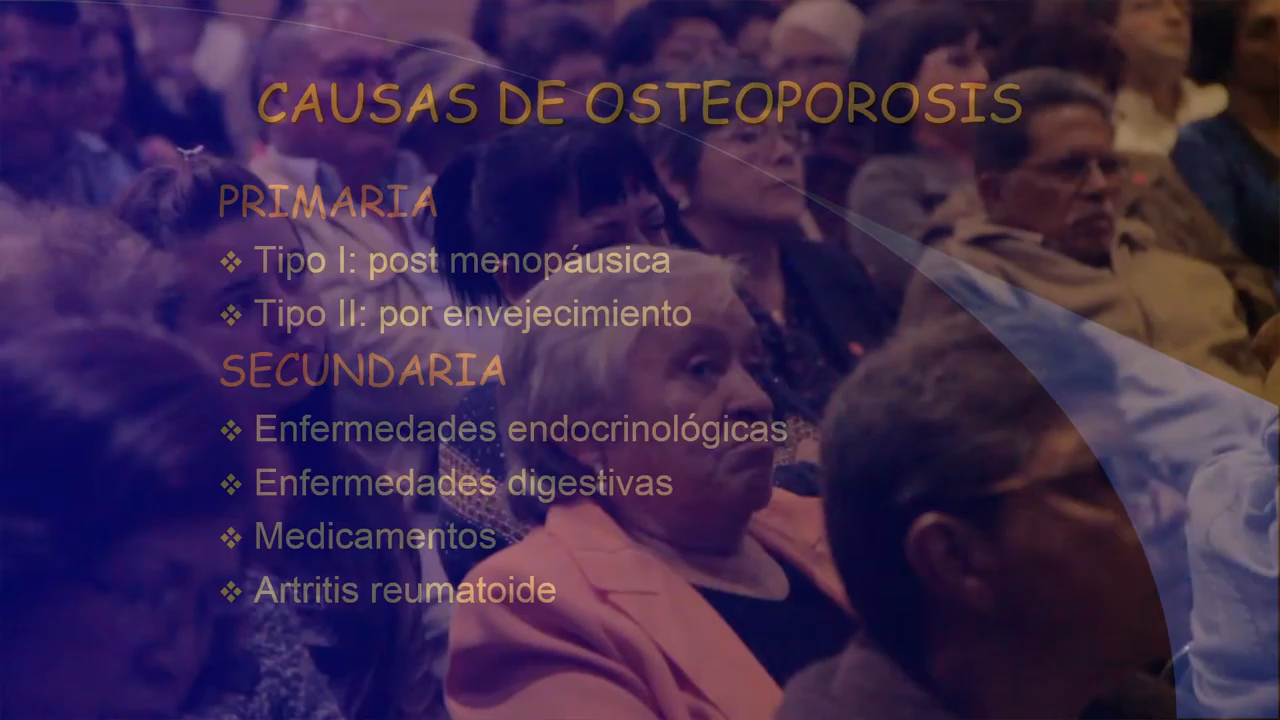 CAUSAS DE OSTEOPOROSIS
PRIMARIA
❖ Tipo I: post menopáusica
❖ Tipo II: por envejecimiento
SECUNDARIA
❖ Enfermedades endocrinológicas
❖ Enfermedades digestivas
❖ Medicamentos
❖ Artritis reumatoide